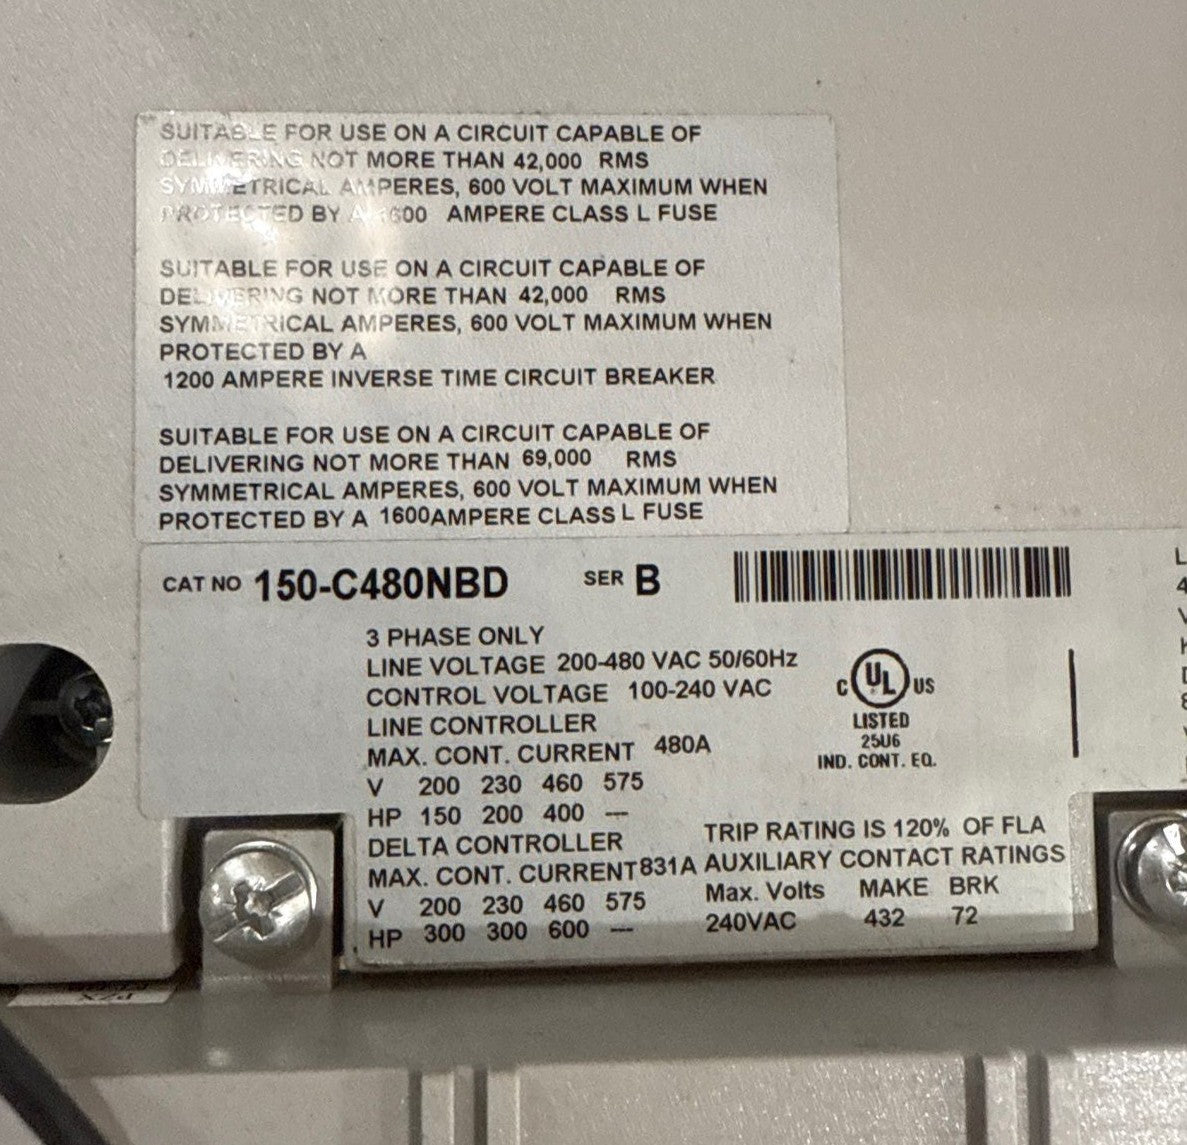 SUITABLE FOR USE ON A CIRCUIT CAPABLE OF
DELIVERING NOT MORE THAN 42,000 RMS
SYMMETRICAL AMPERES, 600 VOLT MAXIMUM WHEN
PROTECTED BY A 1600 AMPERE CLASS L FUSE
SUITABLE FOR USE ON A CIRCUIT CAPABLE OF
DELIVERING NOT MORE THAN 42,000 RMS
SYMMETRICAL AMPERES, 600 VOLT MAXIMUM WHEN
PROTECTED BY A
1200 AMPERE INVERSE TIME CIRCUIT BREAKER
SUITABLE FOR USE ON A CIRCUIT CAPABLE OF
DELIVERING NOT MORE THAN 69,000 RMS
SYMMETRICAL AMPERES, 600 VOLT MAXIMUM WHEN
PROTECTED BY A 1600AMPERE CLASS L FUSE
CAT NO 150-C480NBD SER B
3 PHASE ONLY
LINE VOLTAGE 200-480 VAC 50/60Hz
CONTROL VOLTAGE 100-240 VAC
LINE CONTROLLER
MAX. CONT. CURRENT 480A
V 200 230 460 575
HP 150 200 400 ---
DELTA CONTROLLER
MAX. CONT. CURRENT 831A
V 200 230 460 575
HP 300 300 600 ---
C UL US
LISTED
25U6
IND. CONT. EQ.
TRIP RATING IS 120% OF FLA
AUXILIARY CONTACT RATINGS
Max. Volts MAKE BRK
240VAC 432 72